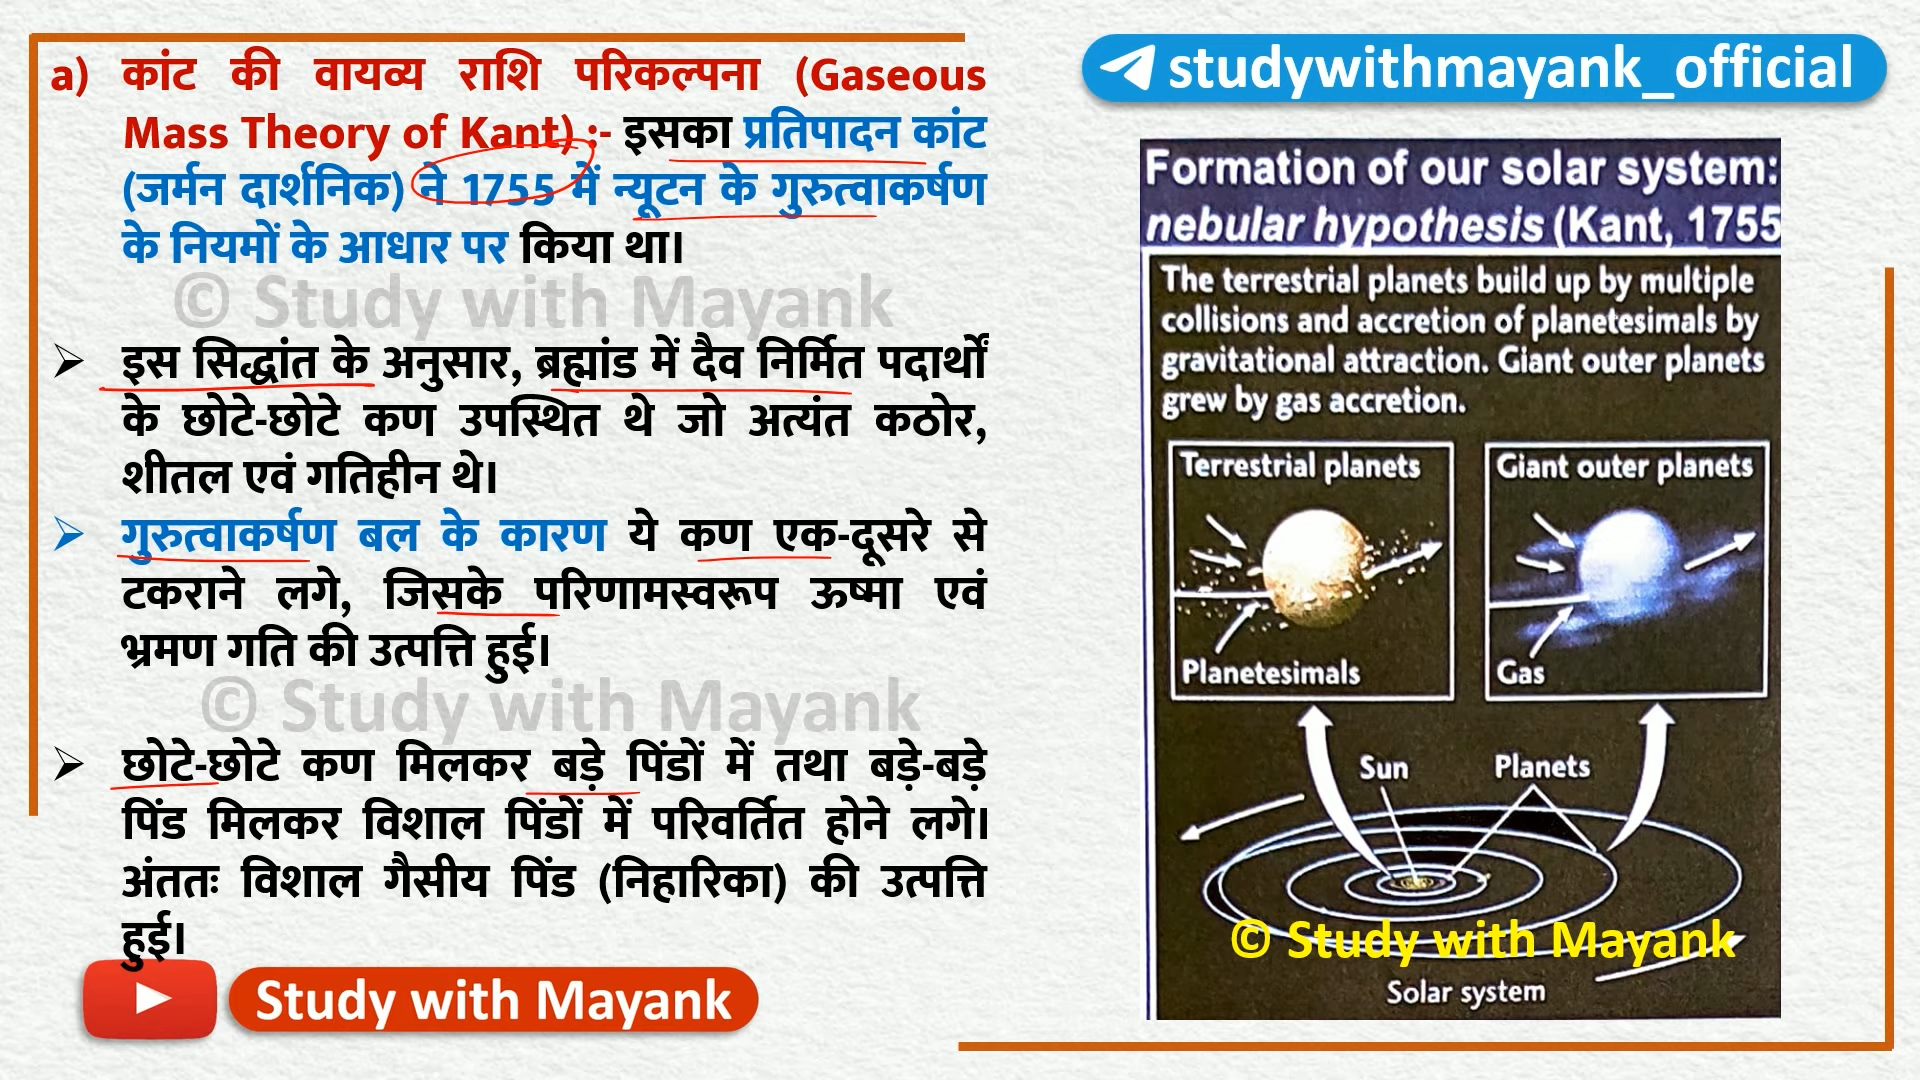 a) कांट की वायव्य राशि परिकल्पना (Gaseous
Mass Theory of Kant) :- इसका प्रतिपादन कांट
(जर्मन दार्शनिक) ने 1755 में न्यूटन के गुरुत्वाकर्षण
के नियमों के आधार पर किया था।
© Study with Mayank
➢ इस सिद्धांत के अनुसार, ब्रह्मांड में दैव निर्मित पदार्थों
के छोटे-छोटे कण उपस्थित थे जो अत्यंत कठोर,
शीतल एवं गतिहीन थे।
➢ गुरुत्वाकर्षण बल के कारण ये कण एक-दूसरे से
टकराने लगे, जिसके परिणामस्वरूप ऊष्मा एवं
भ्रमण गति की उत्पत्ति हुई।
© Study with Mayank
➢ छोटे-छोटे कण मिलकर बड़े पिंडों में तथा बड़े-बड़े
पिंड मिलकर विशाल पिंडों में परिवर्तित होने लगे।
अंततः विशाल गैसीय पिंड (निहारिका) की उत्पत्ति
हुई।
Study with Mayank
studywithmayank_official
Formation of our solar system:
nebular hypothesis (Kant, 1755
The terrestrial planets build up by multiple
collisions and accretion of planetesimals by
gravitational attraction. Giant outer planets
grew by gas accretion.
Terrestrial planets
Planetesimals
Giant outer planets
Gas
Sun
Planets
© Study with Mayank
Solar system